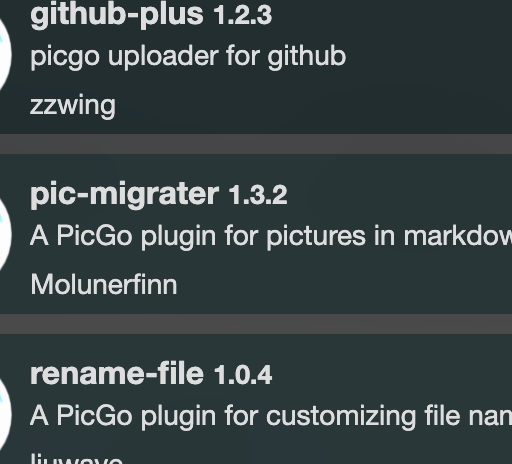 github-plus 1.2.3
picgo uploader for github
zzwing
pic-migrater 1.3.2
A PicGo plugin for pictures in markdow
Molunerfinn
rename-file 1.0.4
A PicGo plugin for customizing file nam
liuwave